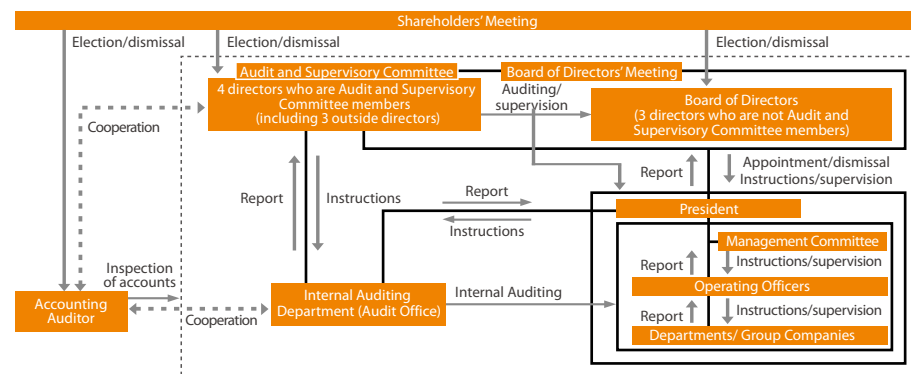 Shareholders' Meeting
Election/dismissal
Election/dismissal
Election/dismissal
Audit and Supervisory Committee
Board of Directors' Meeting
4 directors who are Audit and Supervisory
Committee members
(including 3 outside directors)
Auditing/
supervision
Board of Directors
(3 directors who are not Audit and
Supervisory Committee members)
Cooperation
Report
Instructions
Report
Instructions
Report
Appointment/dismissal
Instructions/supervision
President
Management Committee
Report
Instructions/supervision
Operating Officers
Report
Instructions/supervision
Departments/ Group Companies
Inspection
of accounts
Accounting
Auditor
Cooperation
Internal Auditing
Department (Audit Office)
Internal Auditing